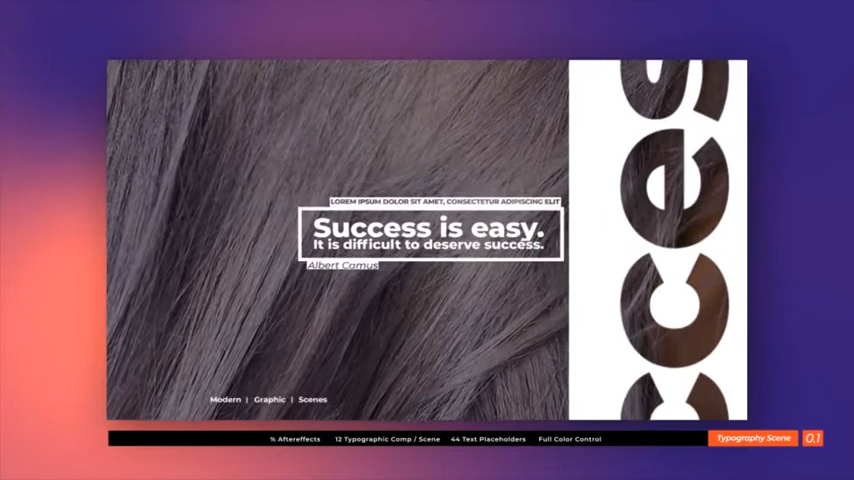 LOREM IPSUM DOLOR SIT AMET, CONSECTETUR ADIPISCING ELIT
Success is easy.
It is difficult to deserve success.
Albert Camus
cces
Modern | Graphic | Scenes
% Aftereffects 12 Typographic Comp / Scene 44 Text Placeholders Full Color Control
Typography Scene 0.1